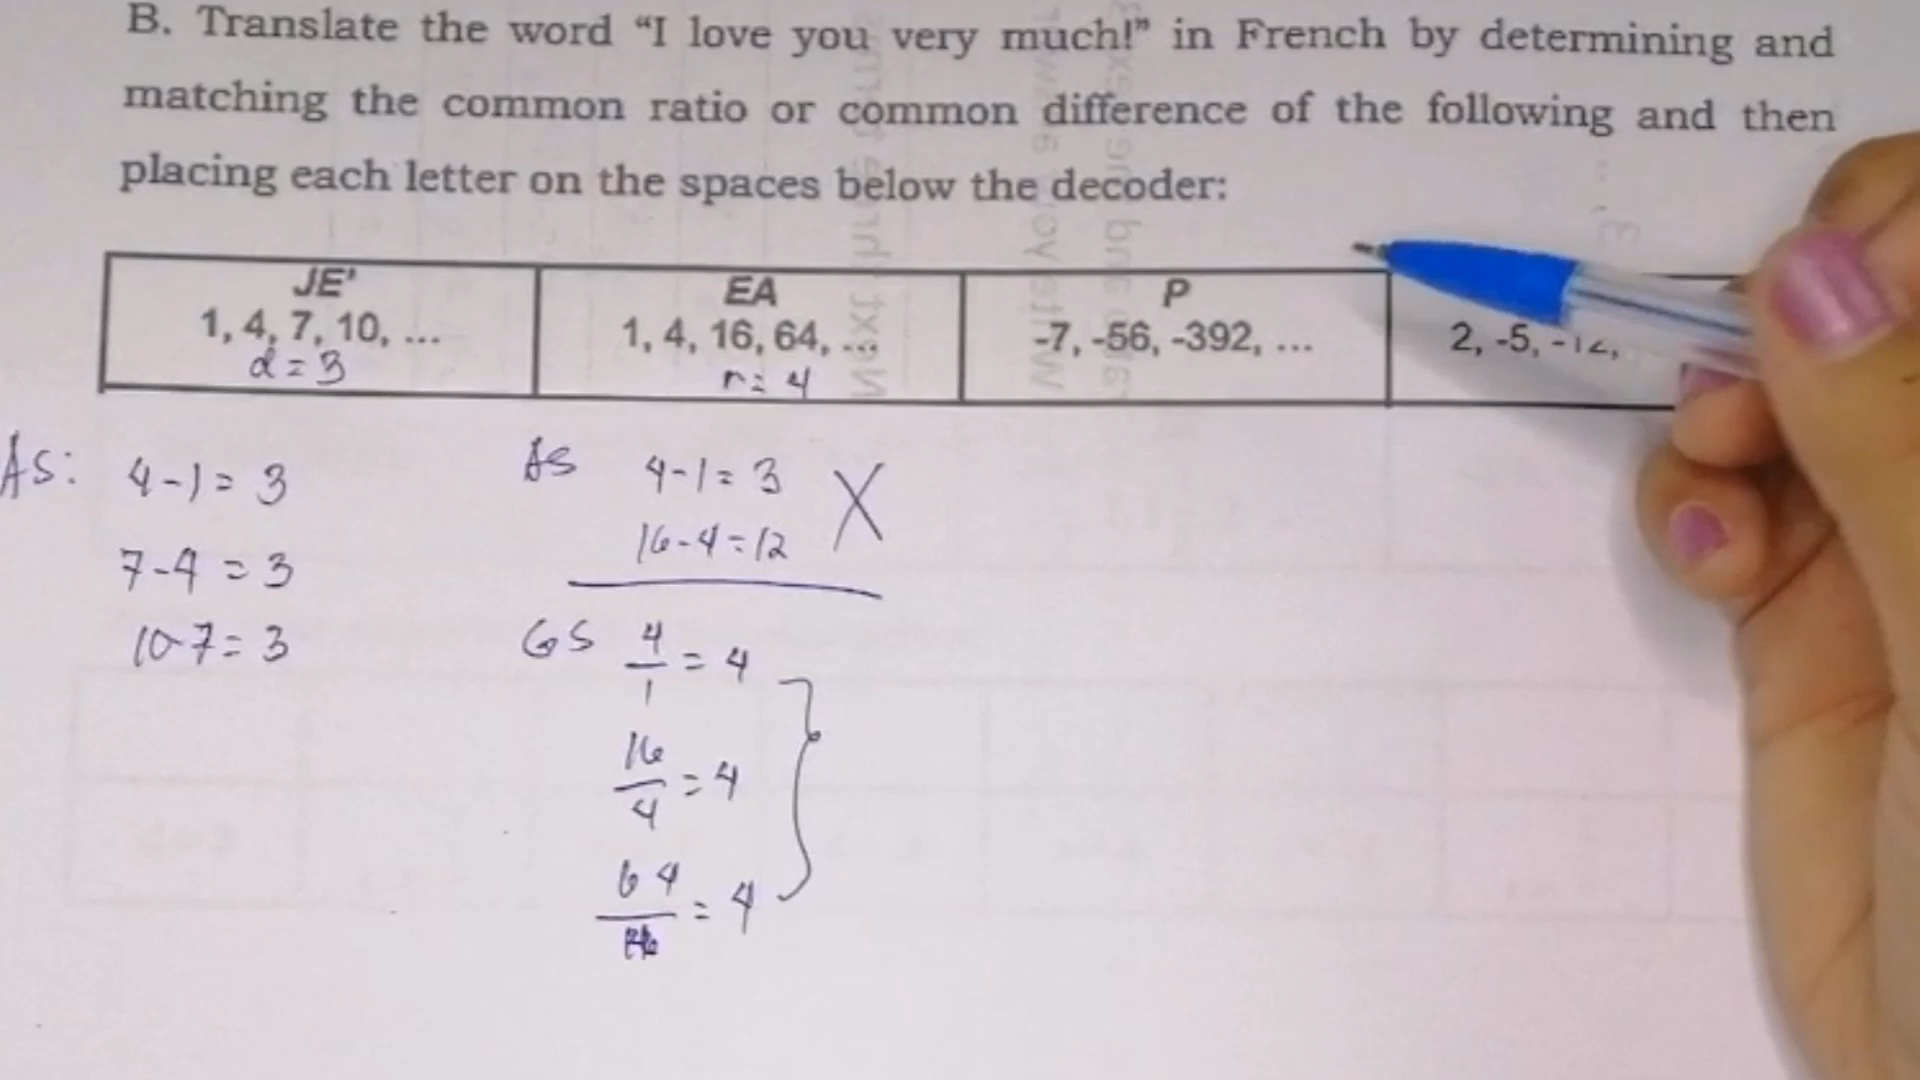 B. Translate the word “I love you very much!” in French by determining and
matching the common ratio or common difference of the following and then
placing each letter on the spaces below the decoder:
JE'
1, 4, 7, 10, ...
d = 3
EA
1, 4, 16, 64, ...
r = 4
P
-7, -56, -392, ...
2, -5, -12,
AS:
4-1 = 3
7-4 = 3
10-7 = 3
AS
4-1 = 3
16-4 = 12
X
GS
4/1 = 4
16/4 = 4
64/16 = 4